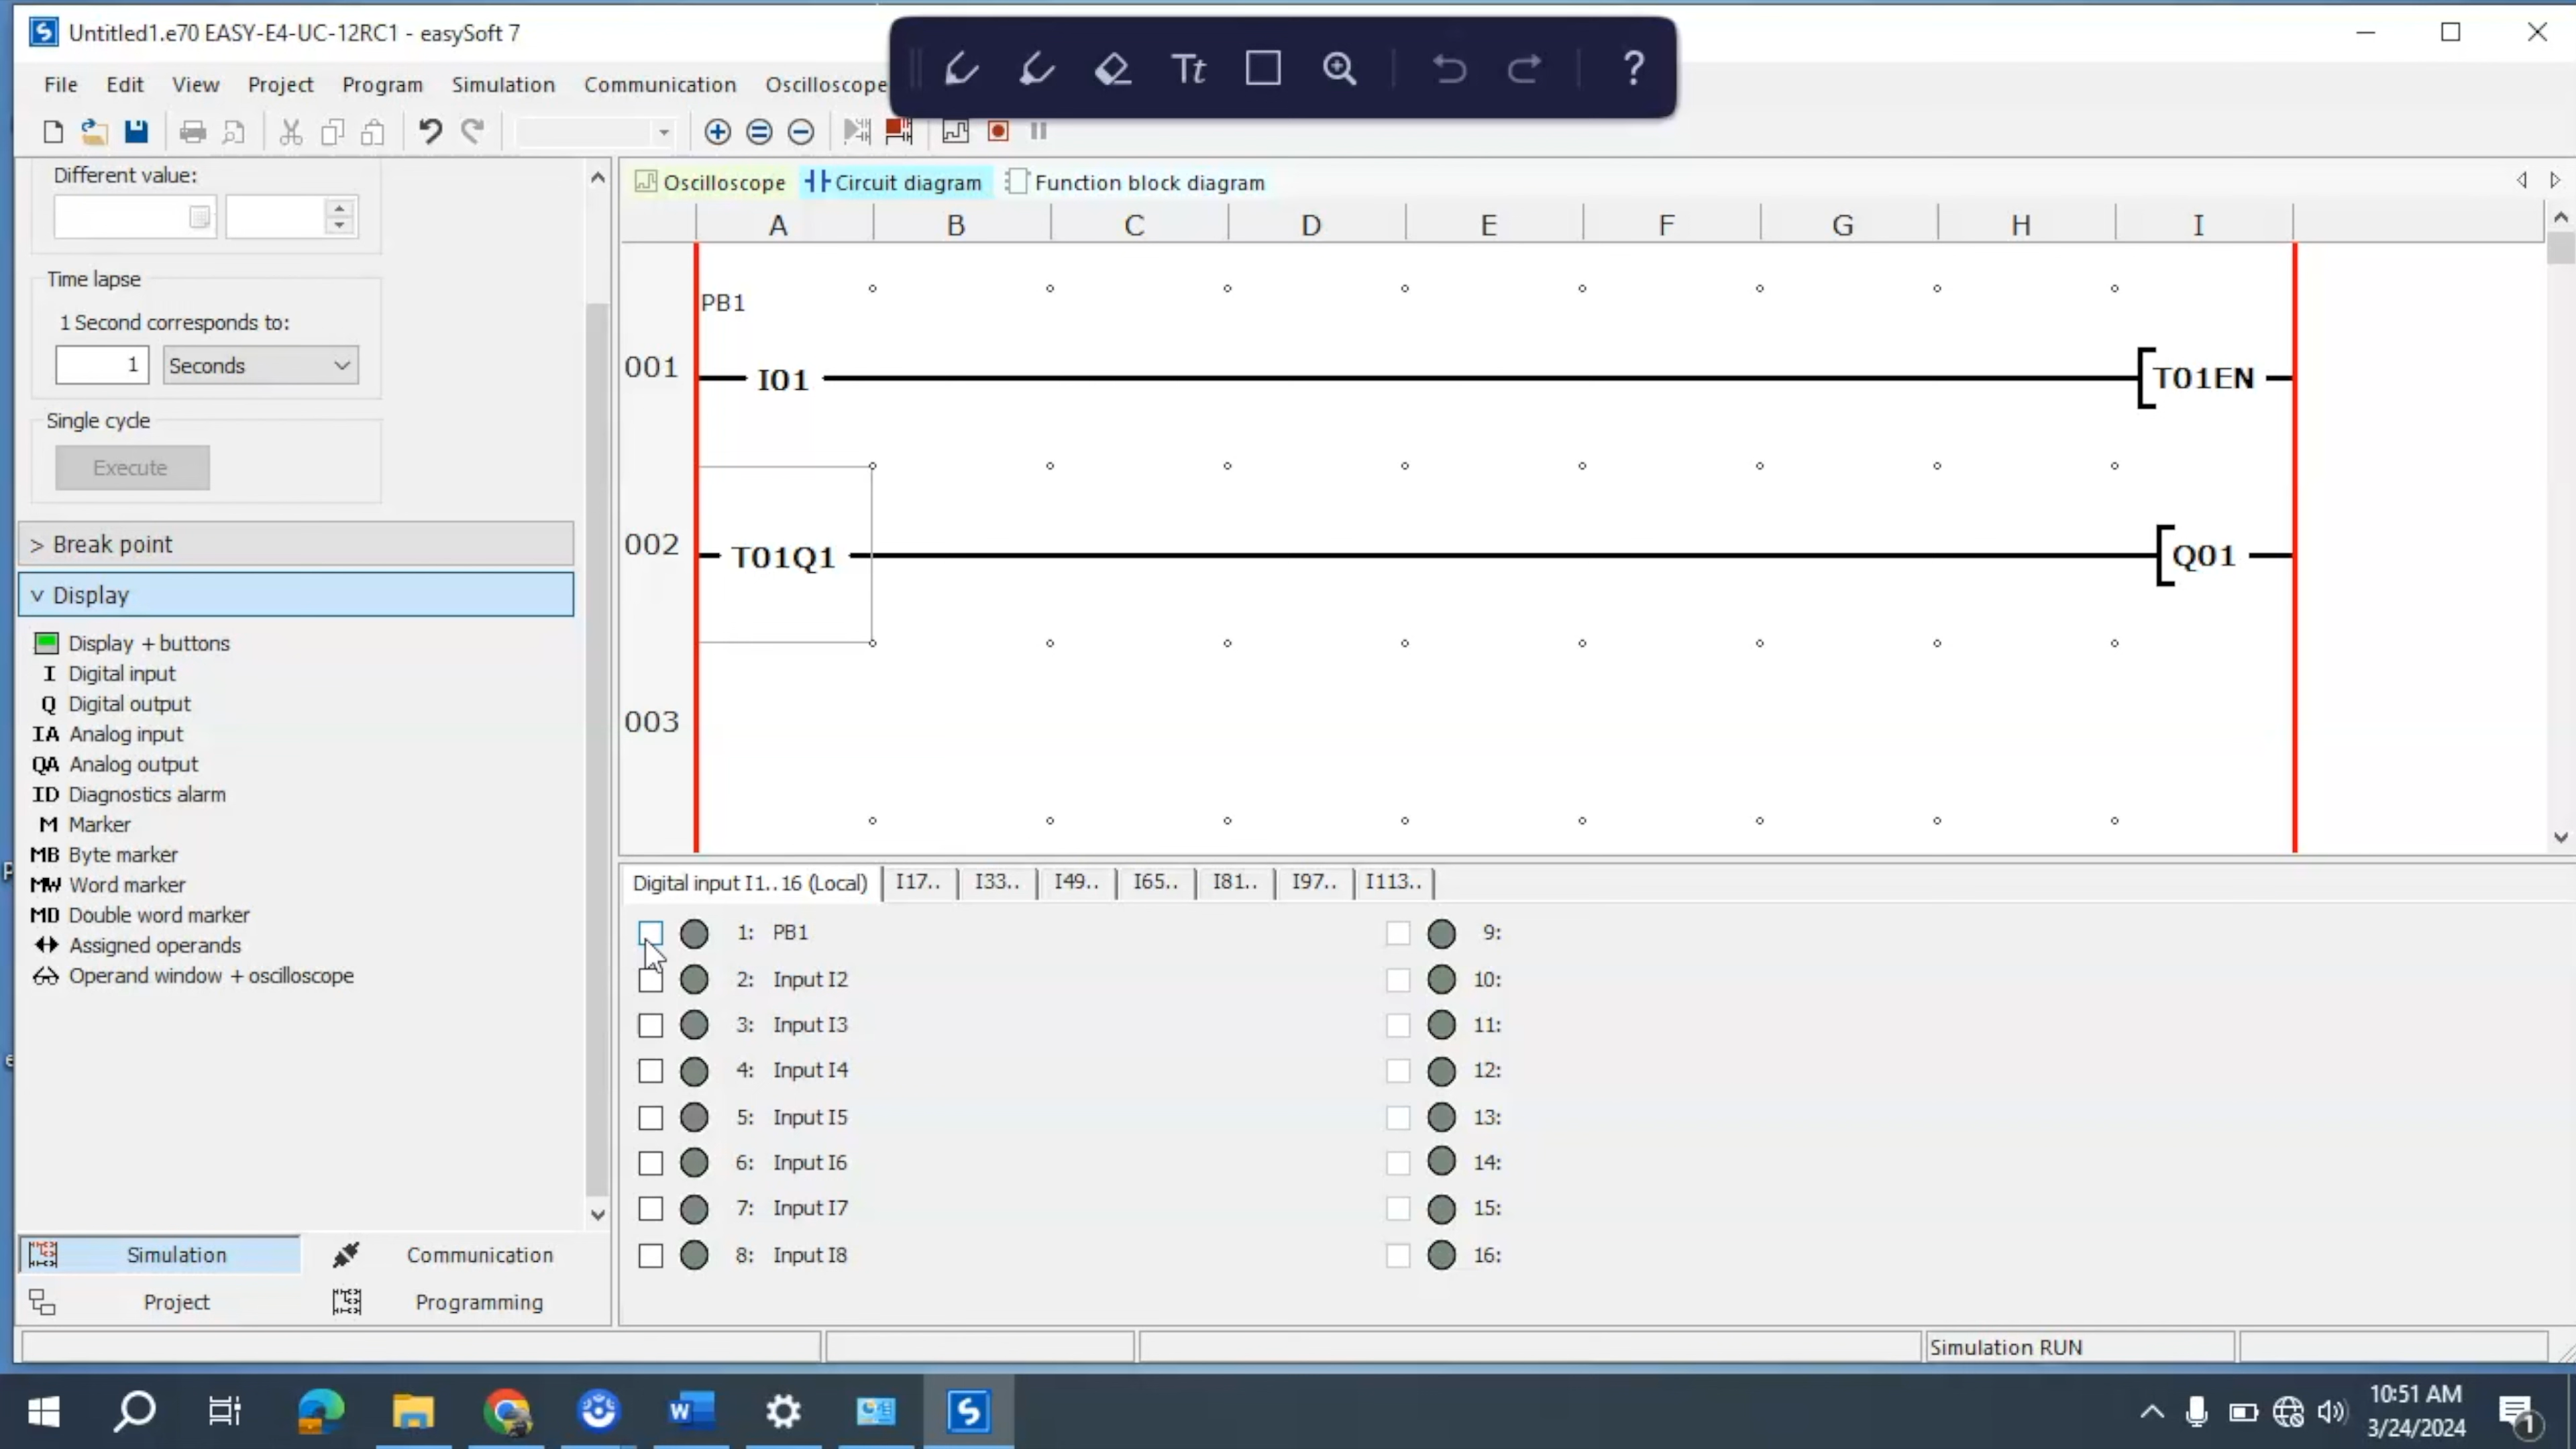 Untitled1.e70 EASY-E4-UC-12RC1 - easySoft 7
Tt
?
File Edit View Project Program Simulation Communication Oscilloscope
Different value:
Time lapse
1 Second corresponds to:
1 Seconds
Single cycle
Execute
> Break point
v Display
Display + buttons
I Digital input
Q Digital output
IA Analog input
QA Analog output
ID Diagnostics alarm
M Marker
MB Byte marker
MW Word marker
MD Double word marker
Assigned operands
Operand window + oscilloscope
Simulation Communication
Project Programming
Oscilloscope Circuit diagram Function block diagram
A B C D E F G H I
PB1
001 I01 T01EN
002 T01Q1 Q01
003
Digital input I1..16 (Local) I17.. I33.. I49.. I65.. I81.. I97.. I113..
1: PB1 9:
2: Input I2 10:
3: Input I3 11:
4: Input I4 12:
5: Input I5 13:
6: Input I6 14:
7: Input I7 15:
8: Input I8 16:
Simulation RUN
10:51 AM
3/24/2024
1